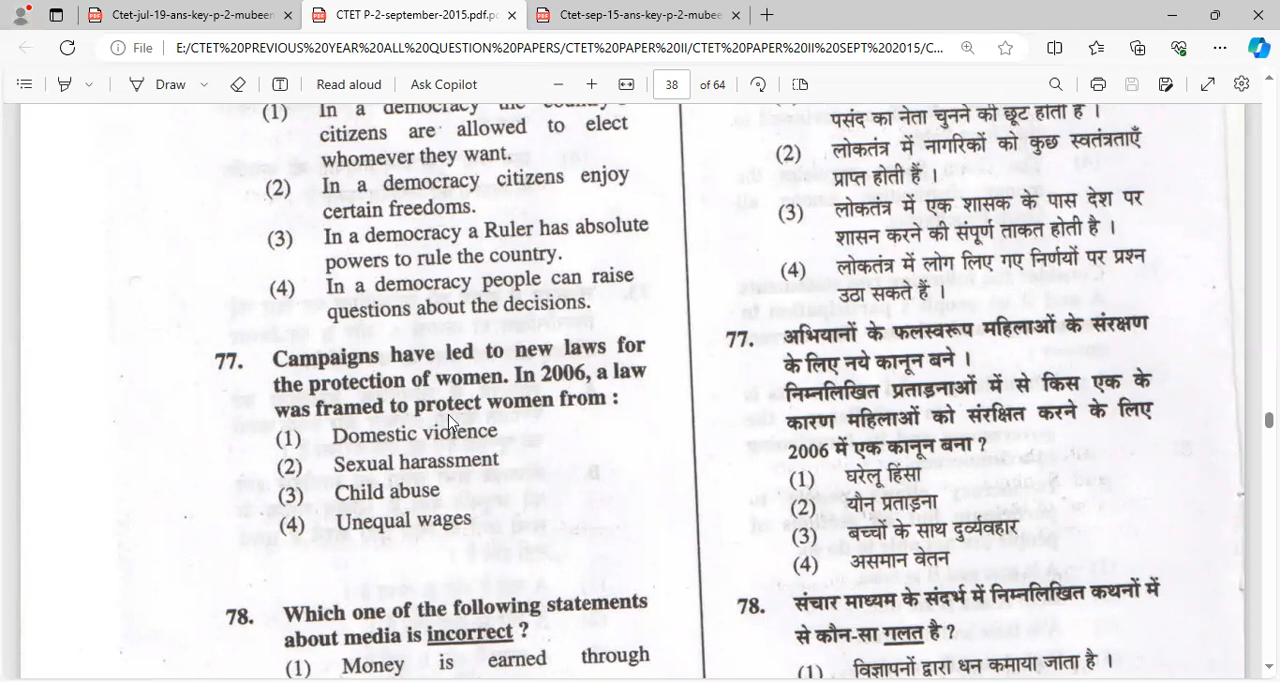 Ctet-jul-19-ans-key-p-2-mubeen
CTET P-2-september-2015.pdf.pc
Ctet-sep-15-ans-key-p-2-mubee
File
E:/CTET%20PREVIOUS%20YEAR%20ALL%20QUESTION%20PAPERS/CTET%20PAPER%20II/CTET%20PAPER%20II%20SEPT%202015/C...
Draw
Read aloud
Ask Copilot
38 of 64
(1) In a democracy the country's
citizens are allowed to elect
whomever they want.
(2) In a democracy citizens enjoy
certain freedoms.
(3) In a democracy a Ruler has absolute
powers to rule the country.
(4) In a democracy people can raise
questions about the decisions.
77. Campaigns have led to new laws for
the protection of women. In 2006, a law
was framed to protect women from :
(1) Domestic violence
(2) Sexual harassment
(3) Child abuse
(4) Unequal wages
78. Which one of the following statements
about media is incorrect ?
(1) Money is earned through
पसंद का नेता चुनने की छूट होती है ।
(2) लोकतंत्र में नागरिकों को कुछ स्वतंत्रताएँ
प्राप्त होती हैं ।
(3) लोकतंत्र में एक शासक के पास देश पर
शासन करने की संपूर्ण ताकत होती है ।
(4) लोकतंत्र में लोग लिए गए निर्णयों पर प्रश्न
उठा सकते हैं ।
77. अभियानों के फलस्वरूप महिलाओं के संरक्षण
के लिए नये कानून बने ।
निम्नलिखित प्रताड़नाओं में से किस एक के
कारण महिलाओं को संरक्षित करने के लिए
2006 में एक कानून बना ?
(1) घरेलू हिंसा
(2) यौन प्रताड़ना
(3) बच्चों के साथ दुर्व्यवहार
(4) असमान वेतन
78. संचार माध्यम के संदर्भ में निम्नलिखित कथनों में
से कौन-सा गलत है ?
(1) विज्ञापनों द्वारा धन कमाया जाता है ।